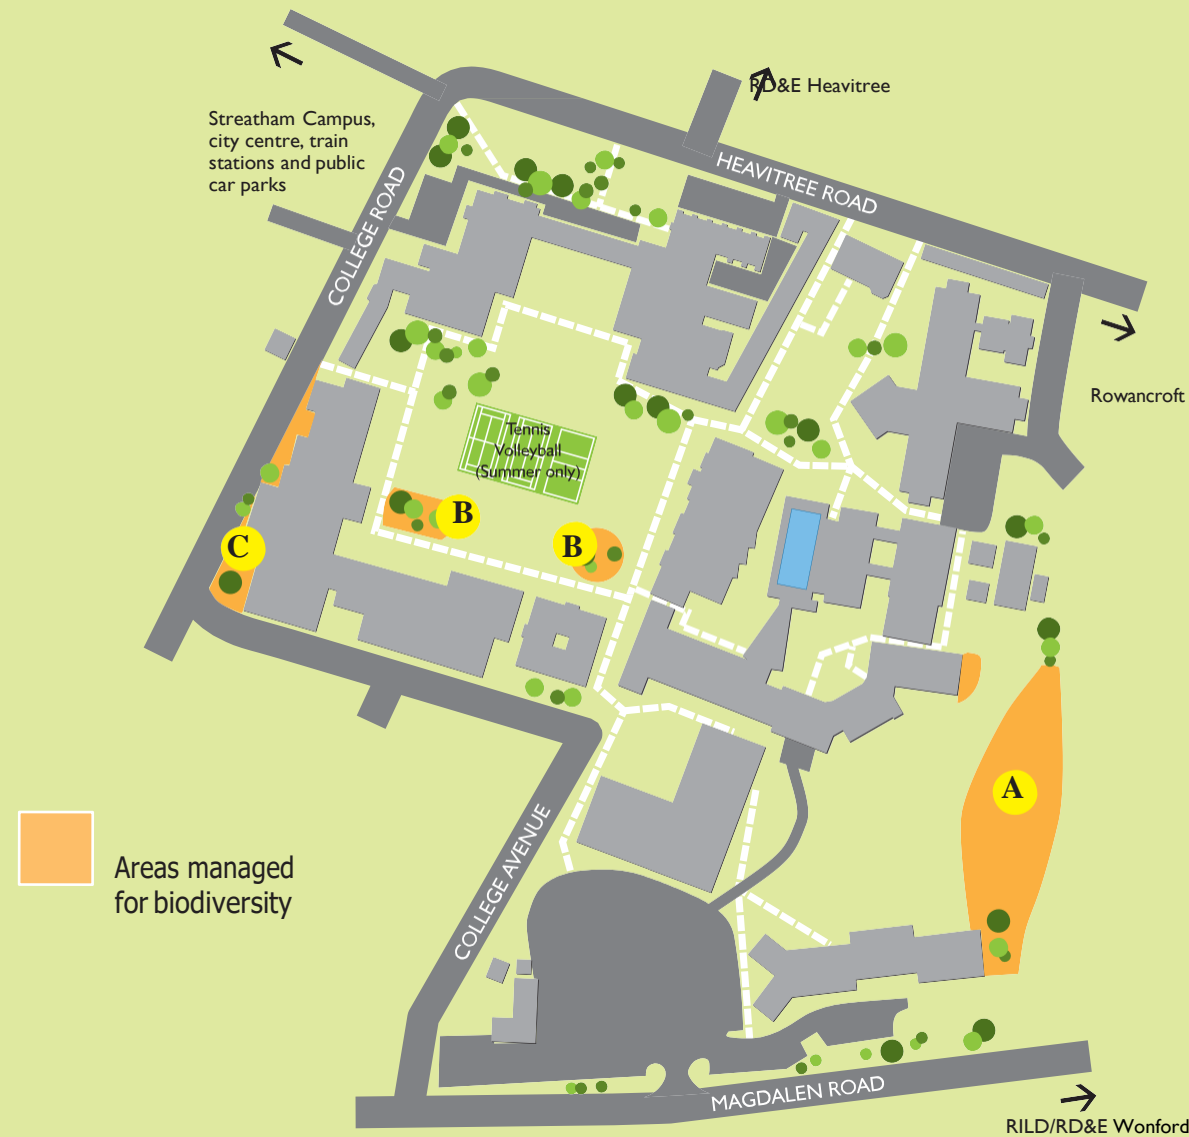 RD&E Heavitree
Streatham Campus,
city centre, train
stations and public
car parks
HEAVITREE ROAD
COLLEGE ROAD
Rowancroft
Tennis
Volleyball
(Summer only)
B
B
C
A
Areas managed
for biodiversity
COLLEGE AVENUE
MAGDALEN ROAD
RILD/RD&E Wonford